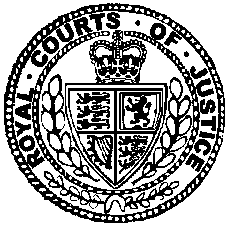 ROYAL · COURTS · OF · JUSTICE